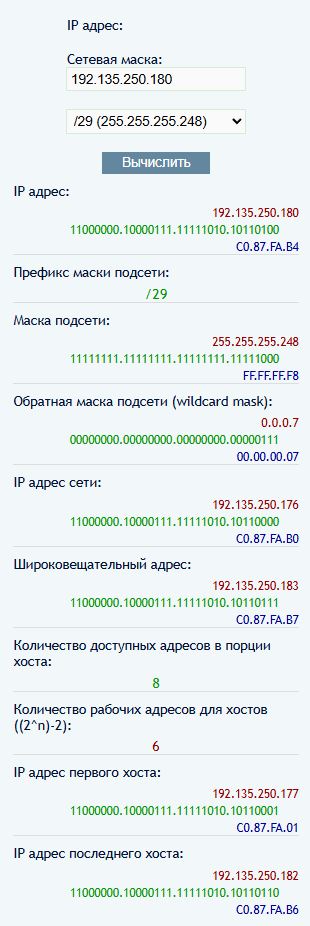 IP адрес:
Сетевая маска:
192.135.250.180
/29 (255.255.255.248)
Вычислить
IP адрес:
192.135.250.180
11000000.10000111.11111010.10110100
C0.87.FA.B4
Префикс маски подсети:
/29
Маска подсети:
255.255.255.248
11111111.11111111.11111111.11111000
FF.FF.FF.F8
Обратная маска подсети (wildcard mask):
0.0.0.7
00000000.00000000.00000000.00000111
00.00.00.07
IP адрес сети:
192.135.250.176
11000000.10000111.11111010.10110000
C0.87.FA.B0
Широковещательный адрес:
192.135.250.183
11000000.10000111.11111010.10110111
C0.87.FA.B7
Количество доступных адресов в порции
хоста:
8
Количество рабочих адресов для хостов
((2^n)-2):
6
IP адрес первого хоста:
192.135.250.177
11000000.10000111.11111010.10110001
C0.87.FA.01
IP адрес последнего хоста:
192.135.250.182
11000000.10000111.11111010.10110110
C0.87.FA.B6